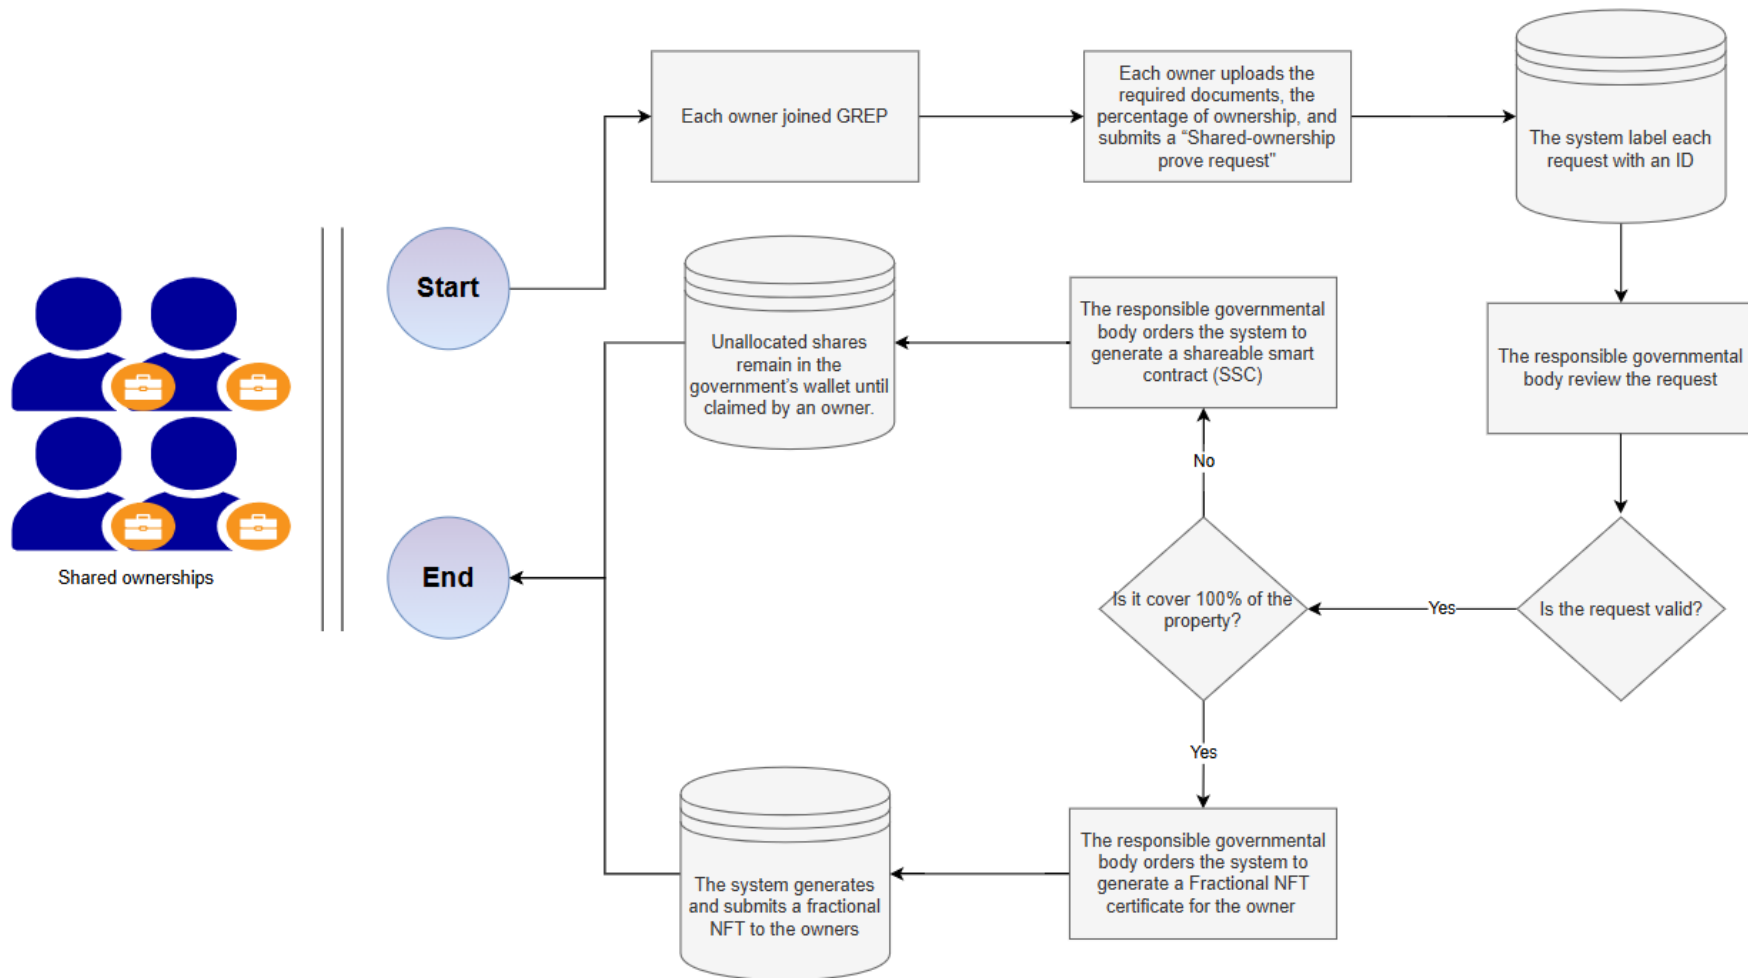 Each owner joined GREP
Each owner uploads the
required documents, the
percentage of ownership, and
submits a “Shared-ownership
prove request"
The system label each
request with an ID
Start
Unallocated shares
remain in the
government’s wallet until
claimed by an owner.
The responsible governmental
body orders the system to
generate a shareable smart
contract (SSC)
The responsible governmental
body review the request
No
Shared ownerships
End
Is it cover 100% of the
property?
Yes
Is the request valid?
Yes
The responsible governmental
body orders the system to
generate a Fractional NFT
certificate for the owner
The system generates
and submits a fractional
NFT to the owners